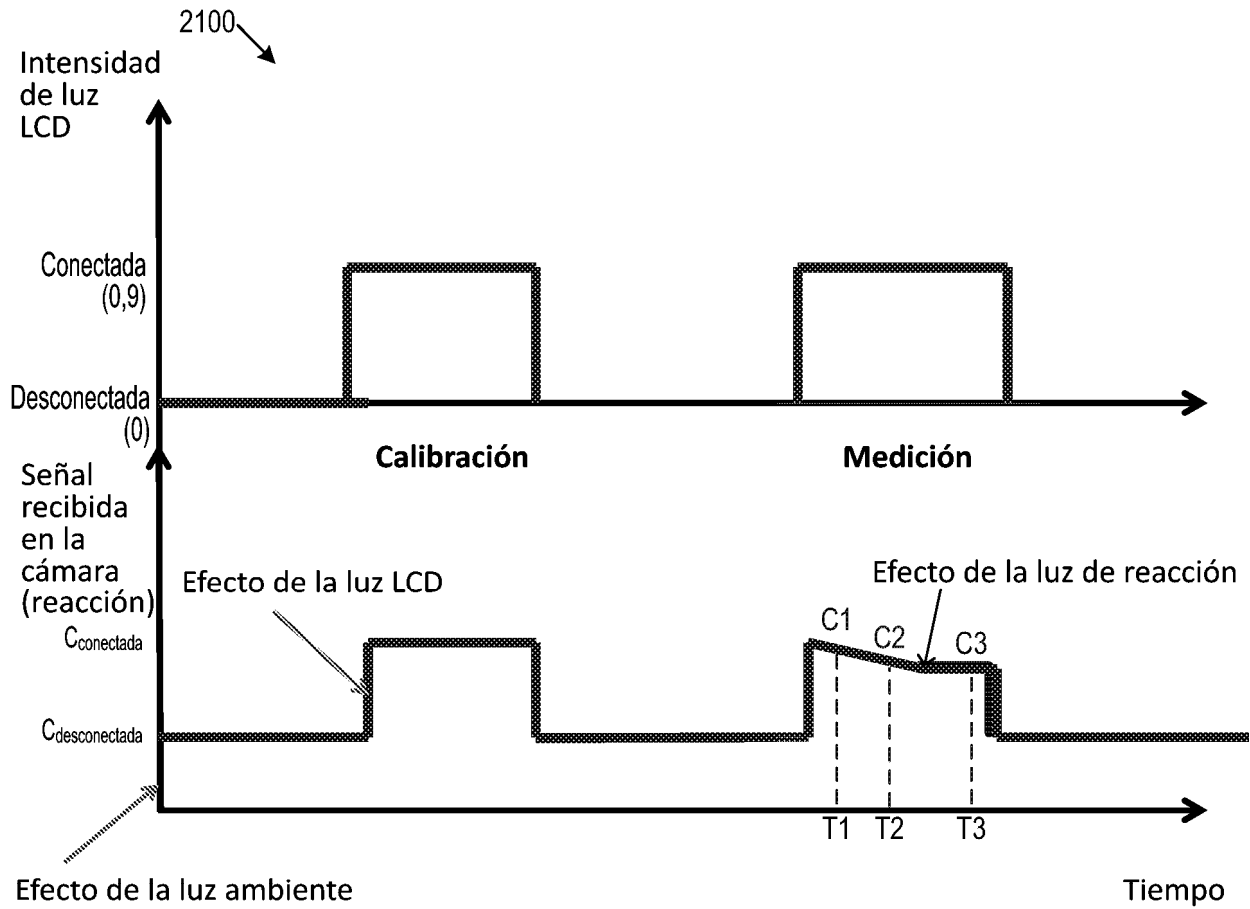 2100
Intensidad
de luz
LCD
Conectada
(0,9)
Desconectada
(0)
Calibración
Medición
Señal
recibida
en la
cámara
(reacción)
Efecto de la luz LCD
Efecto de la luz de reacción
Cconectada
C1
C2
C3
Cdesconectada
T1
T2
T3
Efecto de la luz ambiente
Tiempo